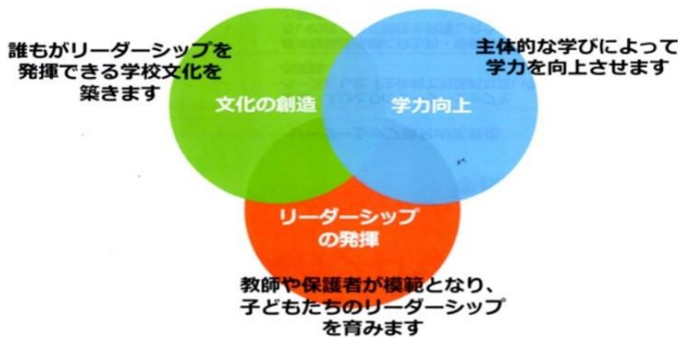 誰もがリーダーシップを
発揮できる学校文化を
築きます
主体的な学びによって
学力を向上させます
文化の創造
学力向上
リーダーシップ
の発揮
教師や保護者が模範となり、
子どもたちのリーダーシップ
を育みます